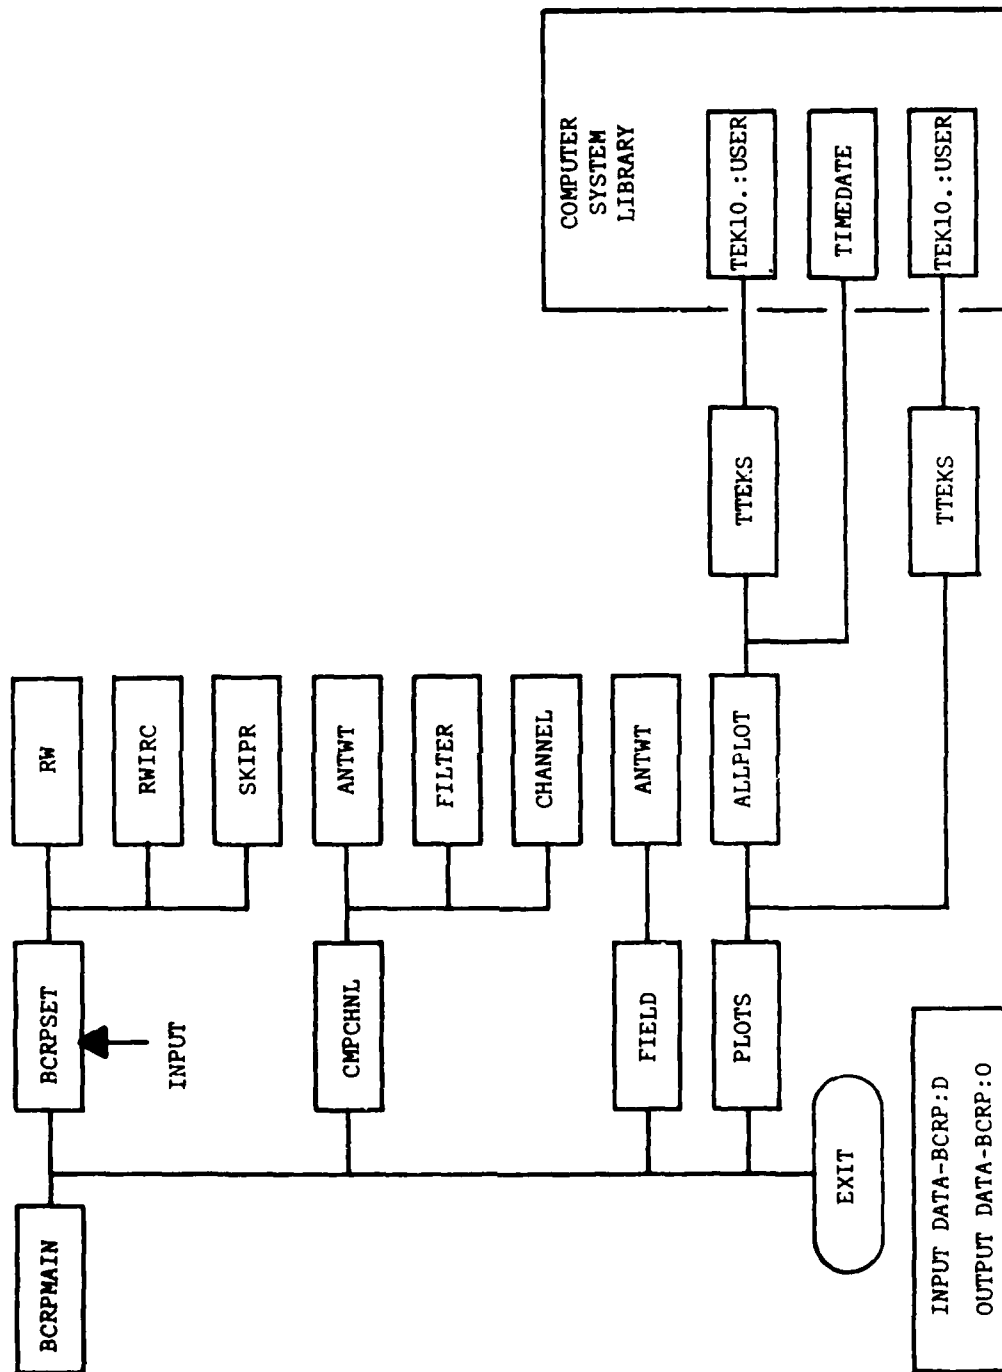 BCRPMAIN
BCRPSET
INPUT
RW
RWIRC
SKIPR
CMPCHNL
ANTWT
FILTER
CHANNEL
FIELD
ANTWT
PLOTS
ALLPLOT
TTEKS
TTEKS
COMPUTER
SYSTEM
LIBRARY
TEK10.:USER
TIMEDATE
TEK10.:USER
EXIT
INPUT DATA-BCRP:D
OUTPUT DATA-BCRP:O